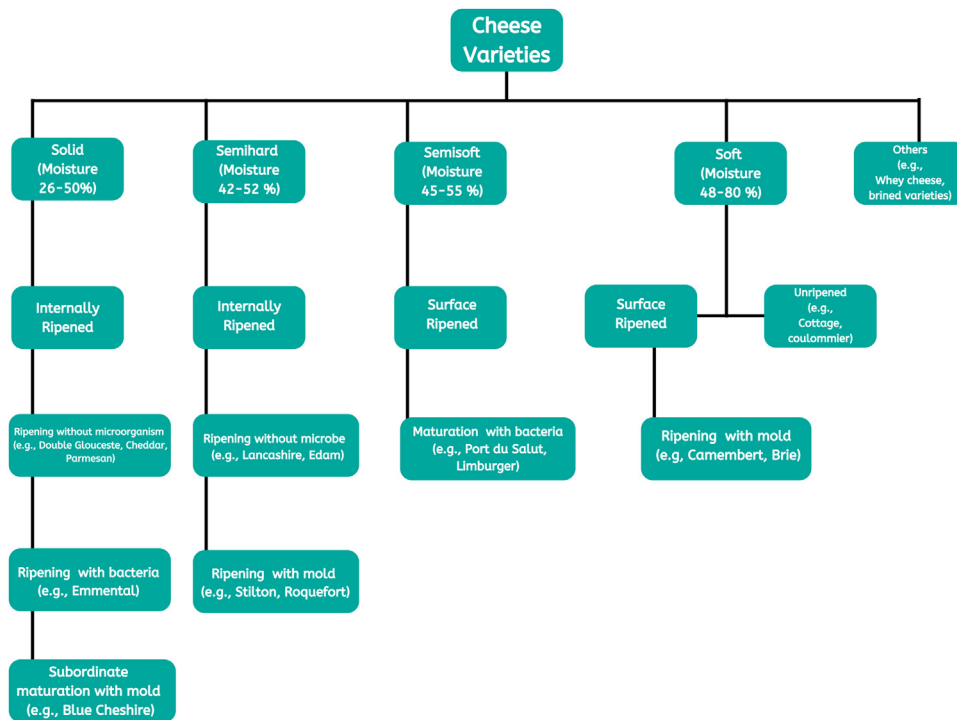 Cheese
Varieties
Solid
(Moisture
26-50%)
Semihard
(Moisture
42-52 %)
Semisoft
(Moisture
45-55 %)
Soft
(Moisture
48-80 %)
Others
(e.g.,
Whey cheese,
brined varieties)
Internally
Ripened
Internally
Ripened
Surface
Ripened
Surface
Ripened
Unripened
(e.g.,
Cottage,
coulommier)
Ripening without microorganism
(e.g., Double Glouceste, Cheddar,
Parmesan)
Ripening without microbe
(e.g., Lancashire, Edam)
Maturation with bacteria
(e.g., Port du Salut,
Limburger)
Ripening with mold
(e.g, Camembert, Brie)
Ripening with bacteria
(e.g., Emmental)
Ripening with mold
(e.g., Stilton, Roquefort)
Subordinate
maturation with mold
(e.g., Blue Cheshire)